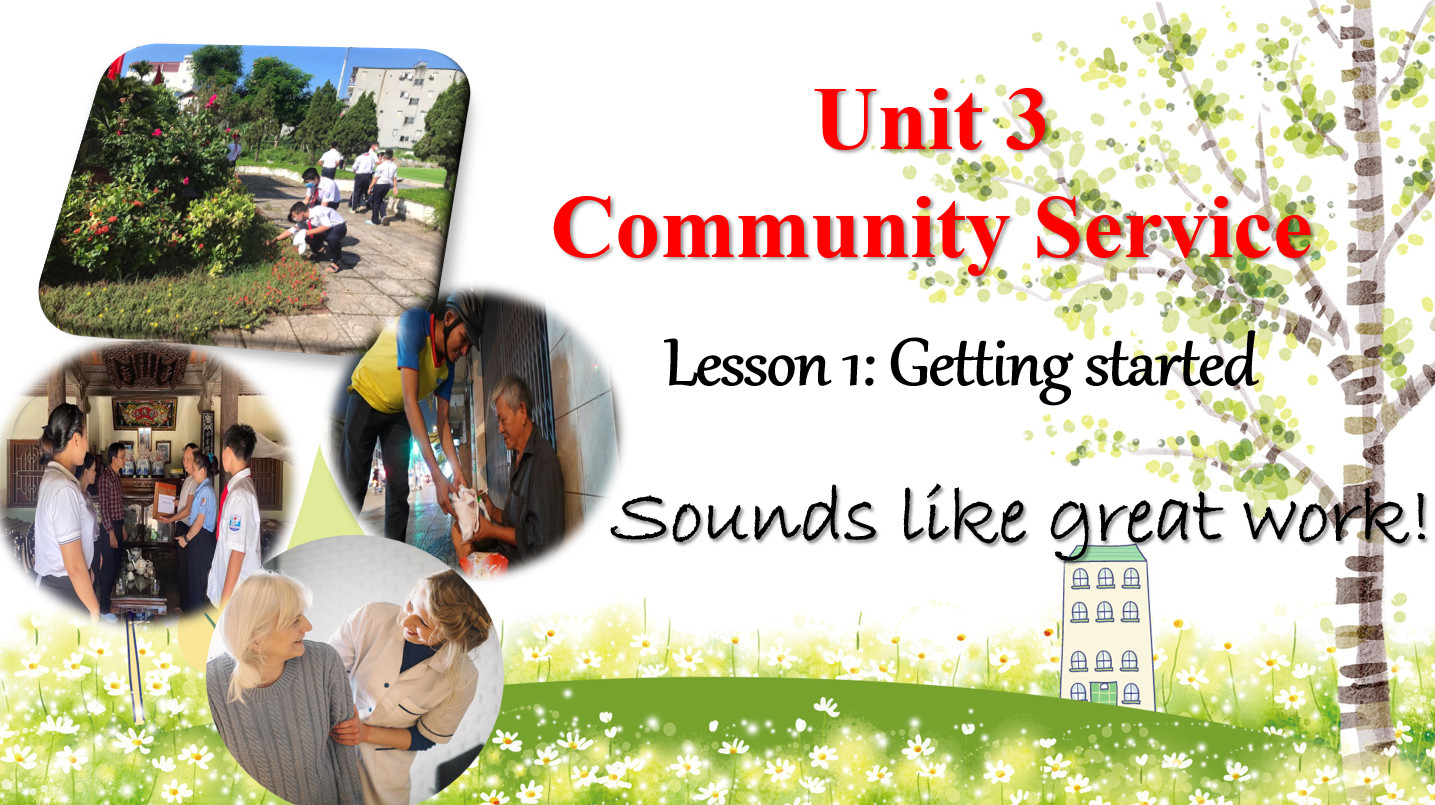 Unit 3
Community Service
Lesson 1: Getting started
Sounds like great work!